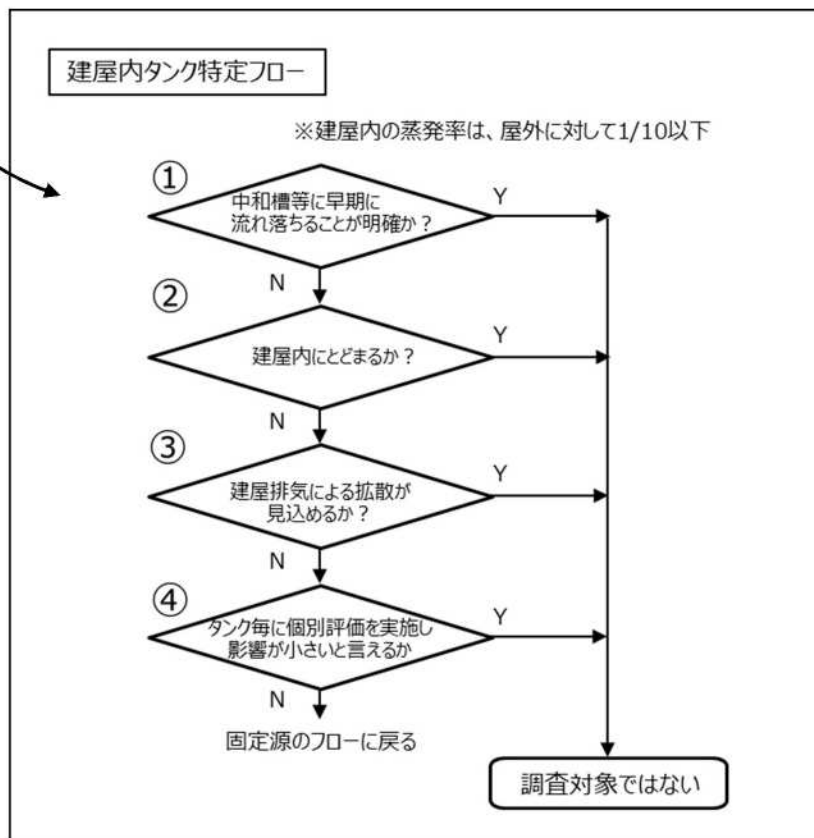 建屋内タンク特定フロー
※建屋内の蒸発率は、屋外に対して1/10以下
①
中和槽等に早期に
流れ落ちることが明確か？
Y
N
②
建屋内にとどまるか？
Y
N
③
建屋排気による拡散が
見込めるか？
Y
N
④
タンク毎に個別評価を実施し
影響が小さいと言えるか
Y
N
固定源のフローに戻る
調査対象ではない